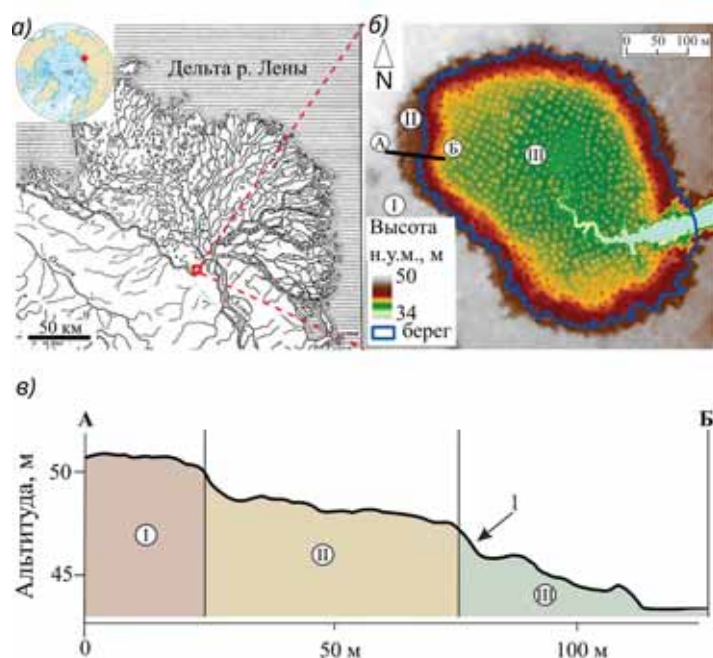 а)
Дельта р. Лены
50 км
б)
0 50 100 м
N
II
А
Б
III
I
Высота
н.у.м., м
50
34
берег
в)
А
Б
Альтитуда, м
50
45
I
II
III
1
0
50 м
100 м